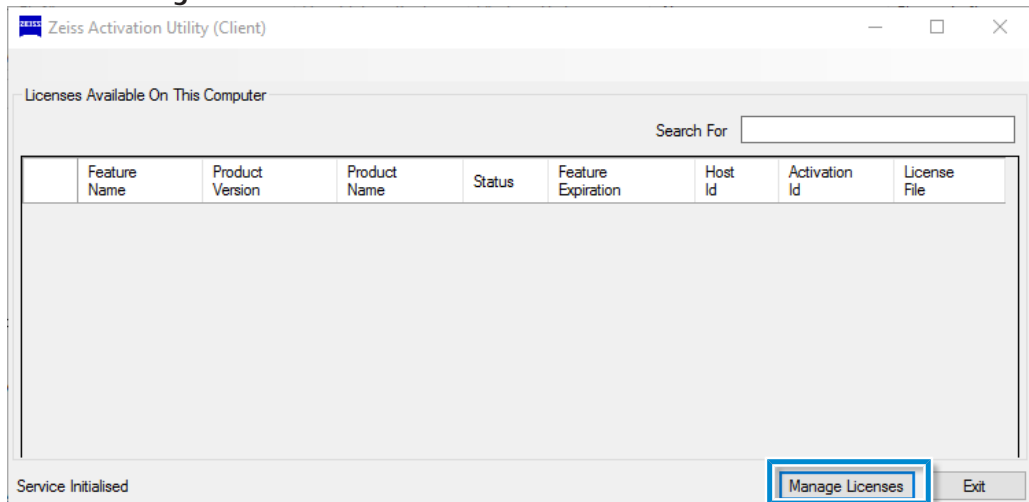 ZEISS Zeiss Activation Utility (Client)
Licenses Available On This Computer
Search For
Feature Name Product Version Product Name Status Feature Expiration Host Id Activation Id License File
Service Initialised Manage Licenses Exit